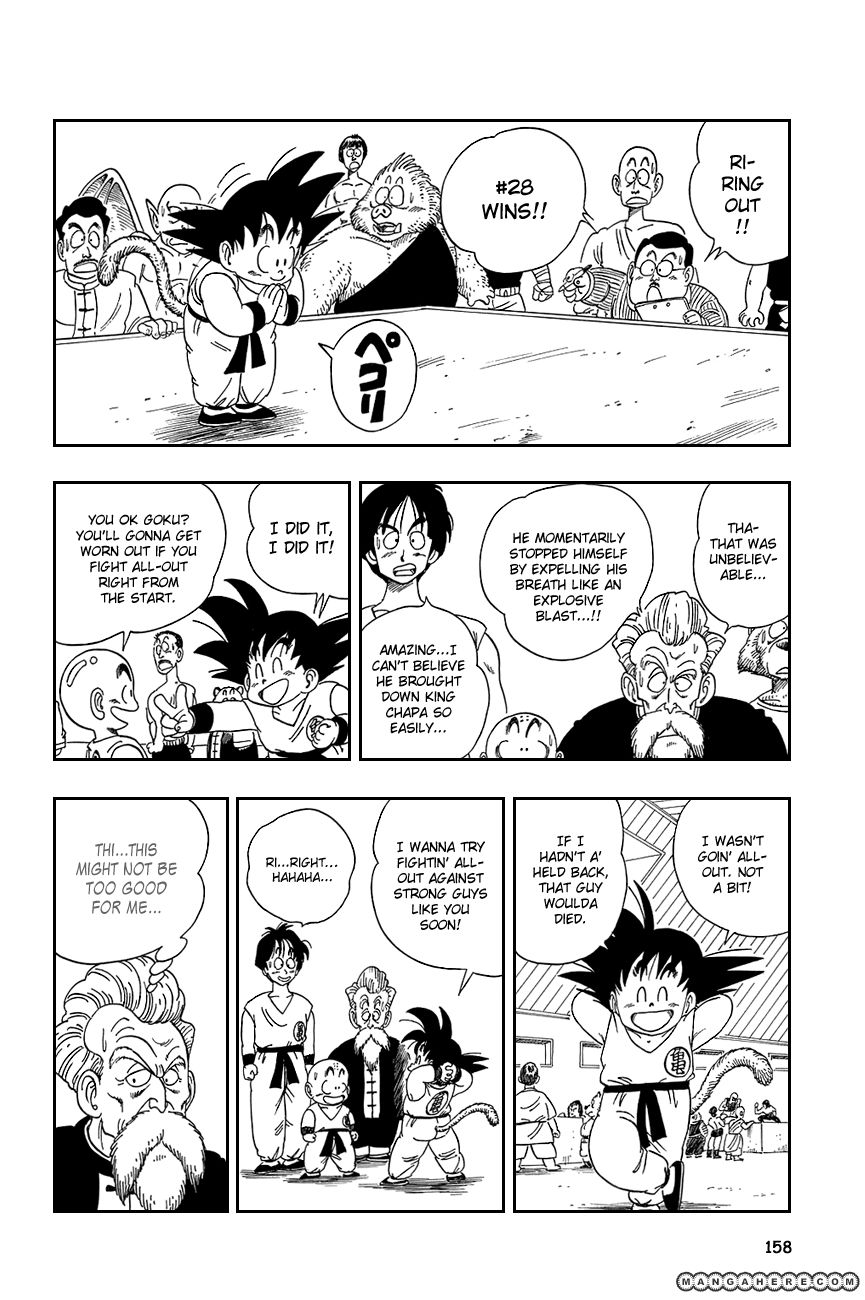 RI-
RING
OUT
!!
#28
WINS!!
ペコリ
THA-
THAT WAS
UNBELIEV-
ABLE...
HE MOMENTARILY
STOPPED HIMSELF
BY EXPELLING HIS
BREATH LIKE AN
EXPLOSIVE
BLAST...!!
AMAZING...I
CAN'T BELIEVE
HE BROUGHT
DOWN KING
CHAPA SO
EASILY...
I DID IT,
I DID IT!
YOU OK GOKU?
YOU'LL GONNA GET
WORN OUT IF YOU
FIGHT ALL-OUT
RIGHT FROM
THE START.
I WASN'T
GOIN' ALL-
OUT. NOT
A BIT!
IF I
HADN'T A'
HELD BACK,
THAT GUY
WOULDA
DIED.
亀
I WANNA TRY
FIGHTIN' ALL-
OUT AGAINST
STRONG GUYS
LIKE YOU
SOON!
RI...RIGHT...
HAHAHA...
THI...THIS
MIGHT NOT BE
TOO GOOD
FOR ME...
158
MANGAHERE.COM